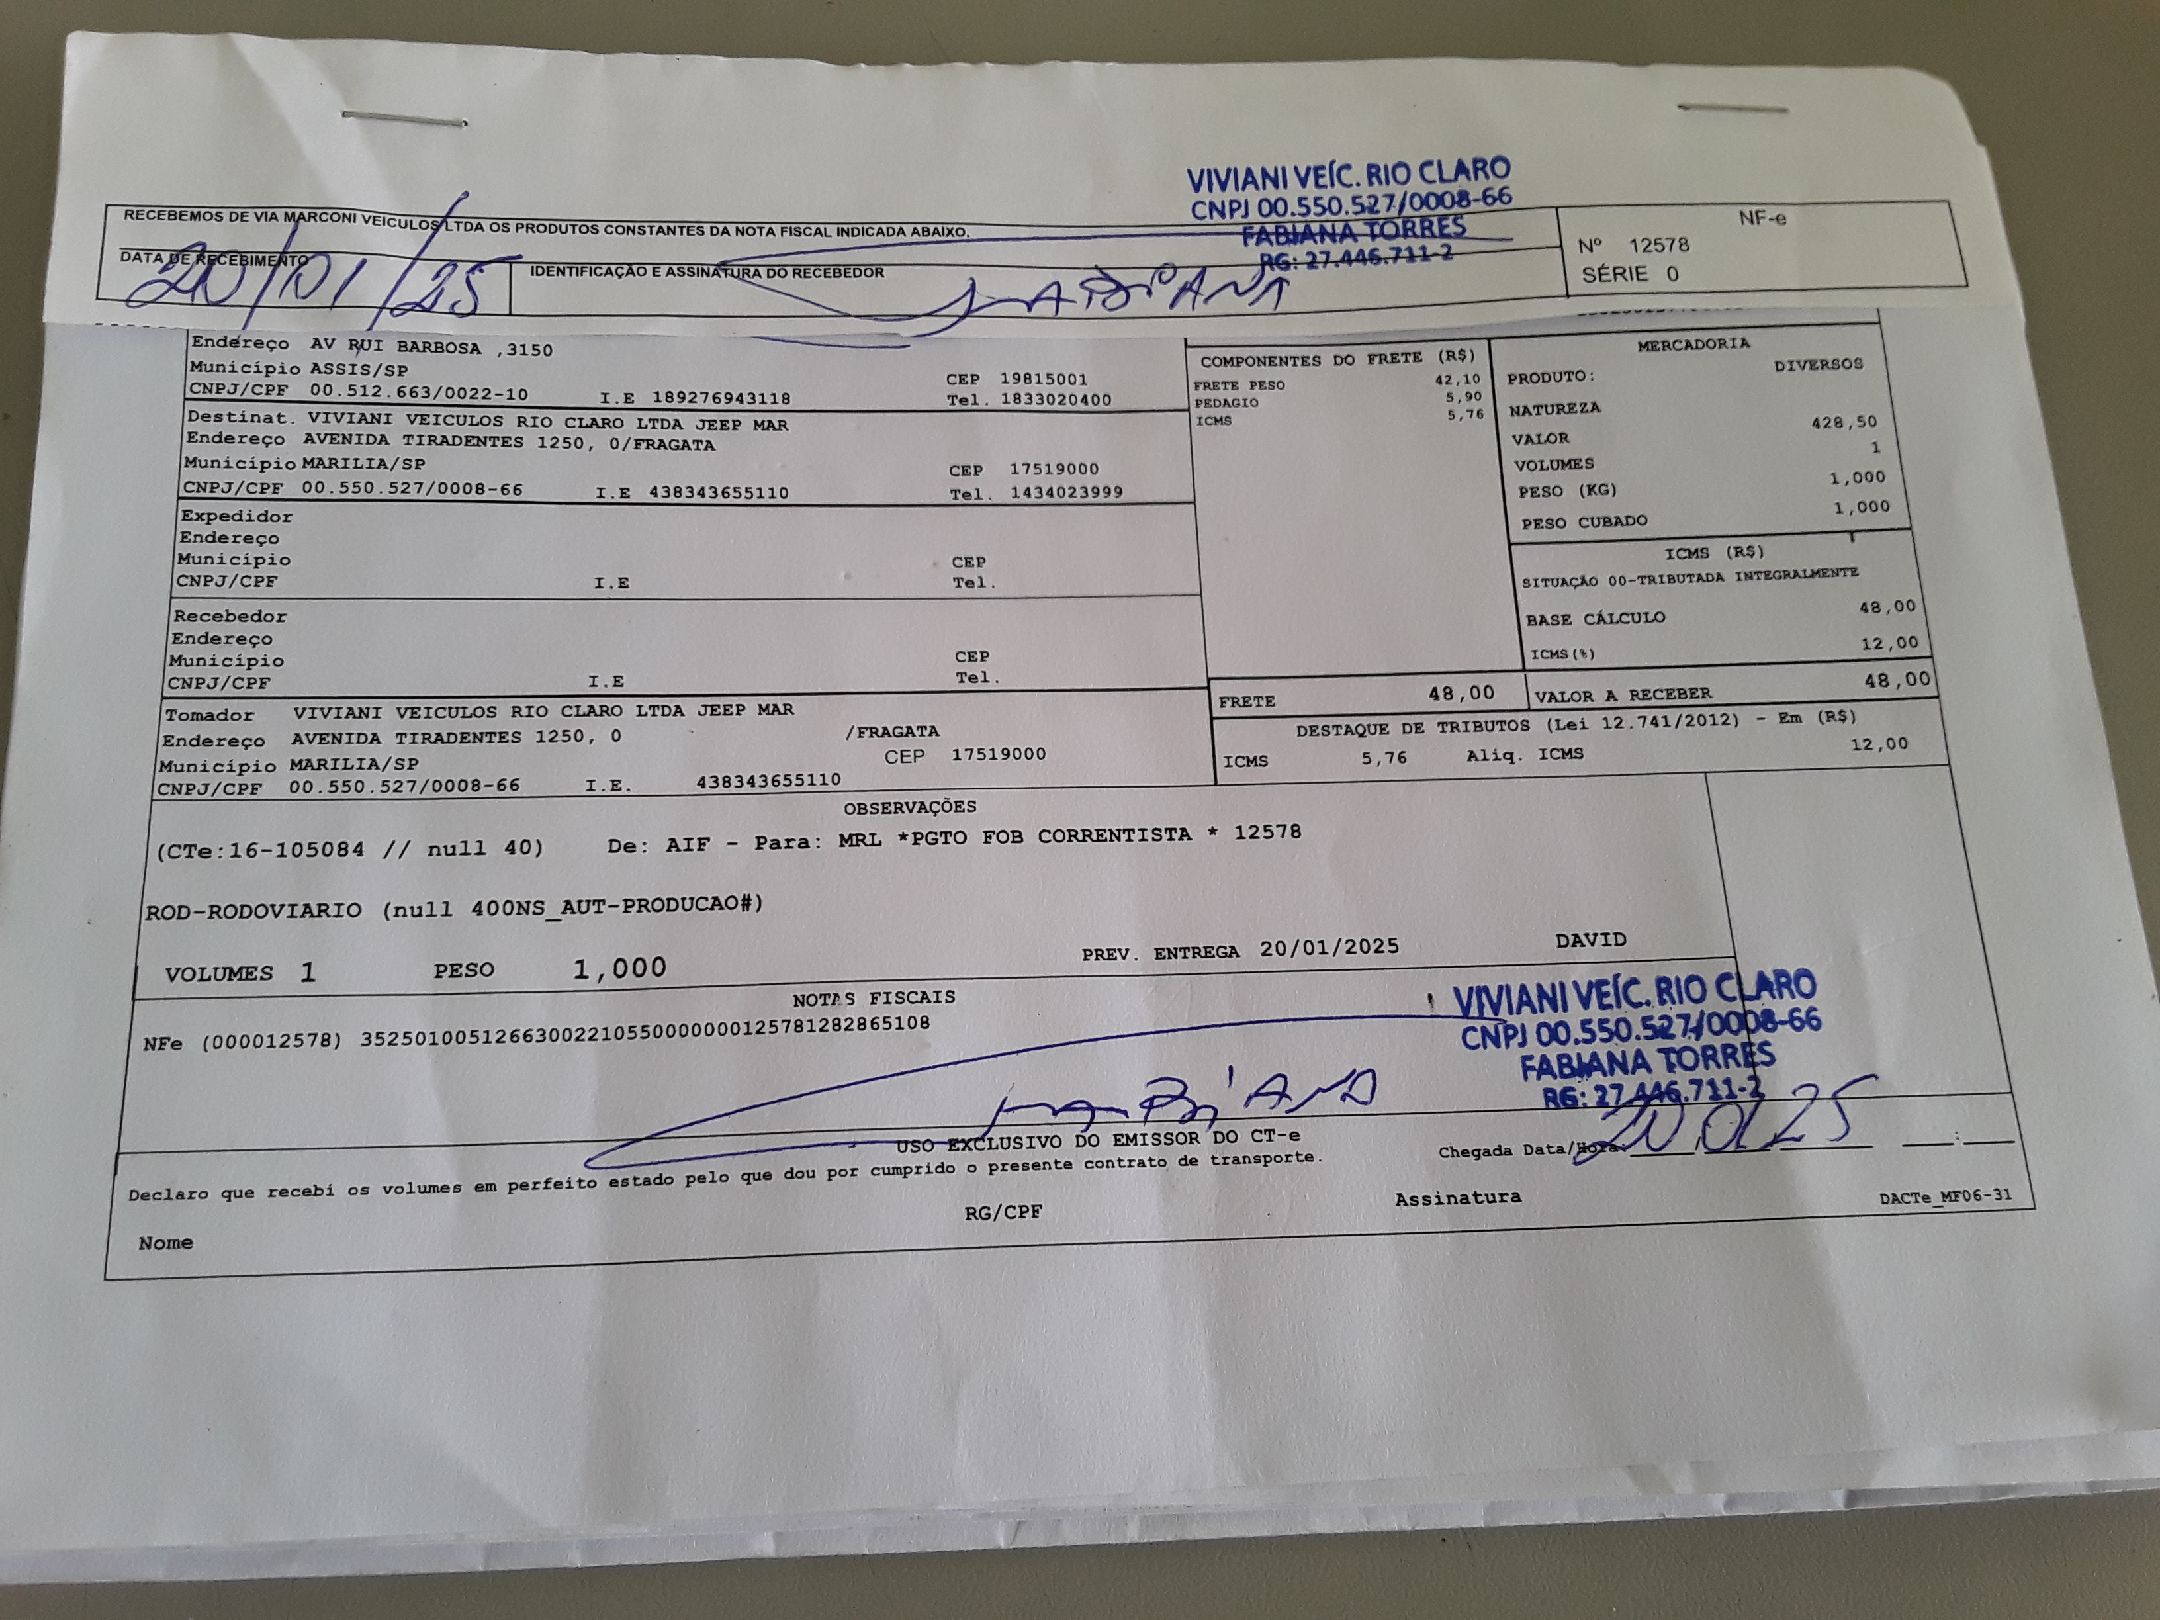 VIVIANI VEÍC. RIO CLARO
CNPJ 00.550.527/0008-66
FABIANA TORRES
RG: 27.446.711-2
RECEBEMOS DE VIA MARCONI VEICULOS LTDA OS PRODUTOS CONSTANTES DA NOTA FISCAL INDICADA ABAIXO.
NF-e
Nº 12578
SÉRIE 0
DATA DE RECEBIMENTO
20/01/25
IDENTIFICAÇÃO E ASSINATURA DO RECEBEDOR
FABIANA
Endereço AV RUI BARBOSA ,3150
Município ASSIS/SP CEP 19815001
CNPJ/CPF 00.512.663/0022-10 I.E 189276943118 Tel. 1833020400
Destinat. VIVIANI VEICULOS RIO CLARO LTDA JEEP MAR
Endereço AVENIDA TIRADENTES 1250, 0/FRAGATA
Município MARILIA/SP CEP 17519000
CNPJ/CPF 00.550.527/0008-66 I.E 438343655110 Tel. 1434023999
Expedidor
Endereço
Município CEP
CNPJ/CPF I.E Tel.
Recebedor
Endereço
Município CEP
CNPJ/CPF I.E Tel.
Tomador VIVIANI VEICULOS RIO CLARO LTDA JEEP MAR
Endereço AVENIDA TIRADENTES 1250, 0 /FRAGATA
Município MARILIA/SP CEP 17519000
CNPJ/CPF 00.550.527/0008-66 I.E. 438343655110
COMPONENTES DO FRETE (R$)
FRETE PESO 42,10
PEDAGIO 5,90
ICMS 5,76
MERCADORIA
PRODUTO: DIVERSOS
NATUREZA
VALOR 428,50
VOLUMES 1
PESO (KG) 1,000
PESO CUBADO 1,000
ICMS (R$)
SITUAÇÃO 00-TRIBUTADA INTEGRALMENTE
BASE CÁLCULO 48,00
ICMS(%) 12,00
FRETE 48,00 VALOR A RECEBER 48,00
DESTAQUE DE TRIBUTOS (Lei 12.741/2012) - Em (R$)
ICMS 5,76 Aliq. ICMS 12,00
OBSERVAÇÕES
(CTe:16-105084 // null 40) De: AIF - Para: MRL *PGTO FOB CORRENTISTA * 12578
ROD-RODOVIARIO (null 400NS_AUT-PRODUCAO#)
VOLUMES 1 PESO 1,000 PREV. ENTREGA 20/01/2025 DAVID
NOTAS FISCAIS
NFe (000012578) 35250100512663002210550000000125781282865108
VIVIANI VEÍC. RIO CLARO
CNPJ 00.550.527/0008-66
FABIANA TORRES
RG: 27.446.711-2
FABIANA
USO EXCLUSIVO DO EMISSOR DO CT-e
Declaro que recebi os volumes em perfeito estado pelo que dou por cumprido o presente contrato de transporte.
Chegada Data/Hora: 20/01/25 __:__
Nome RG/CPF Assinatura
DACTe_MF06-31